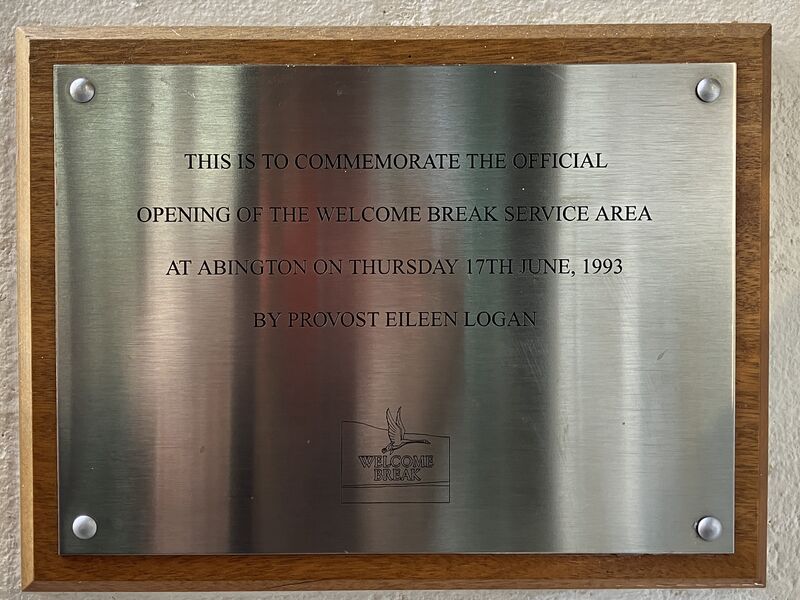 THIS IS TO COMMEMORATE THE OFFICIAL
OPENING OF THE WELCOME BREAK SERVICE AREA
AT ABINGTON ON THURSDAY 17TH JUNE, 1993
BY PROVOST EILEEN LOGAN
WELCOME
BREAK